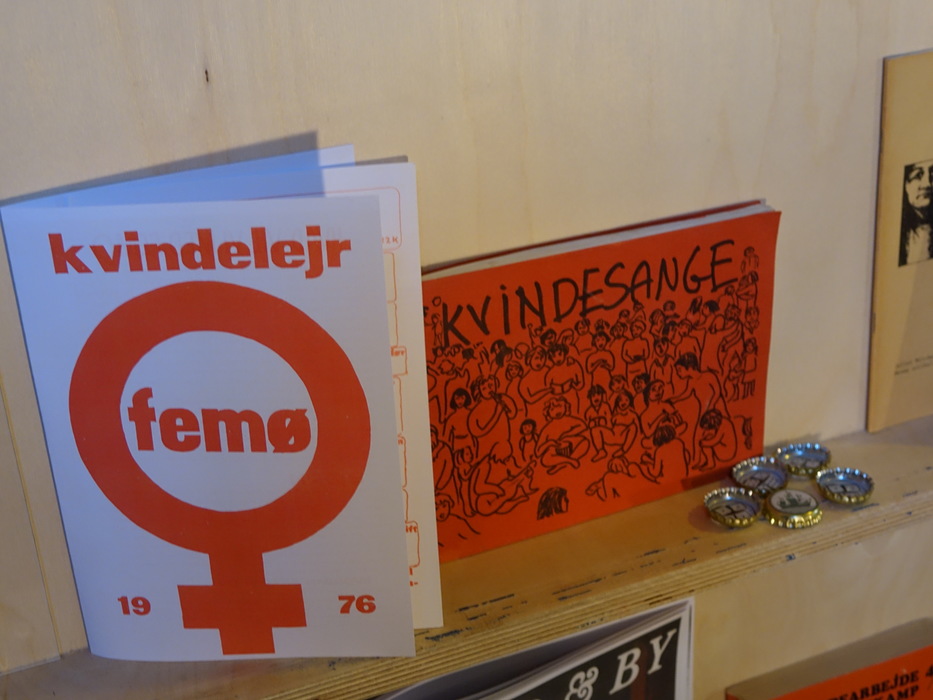 kvindelejr
femø
19 76
KVINDESANGE
& BY